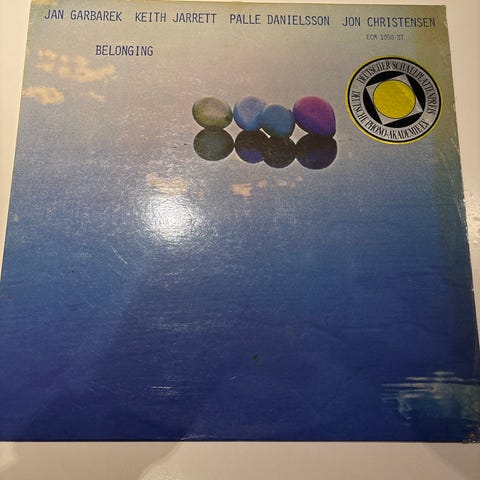 JAN GARBAREK KEITH JARRETT PALLE DANIELSSON JON CHRISTENSEN
ECM 1050 ST
BELONGING
DEUTSCHER SCHALLPLATTENPREIS
DEUTSCHE PHONO-AKADEMIE E.V.